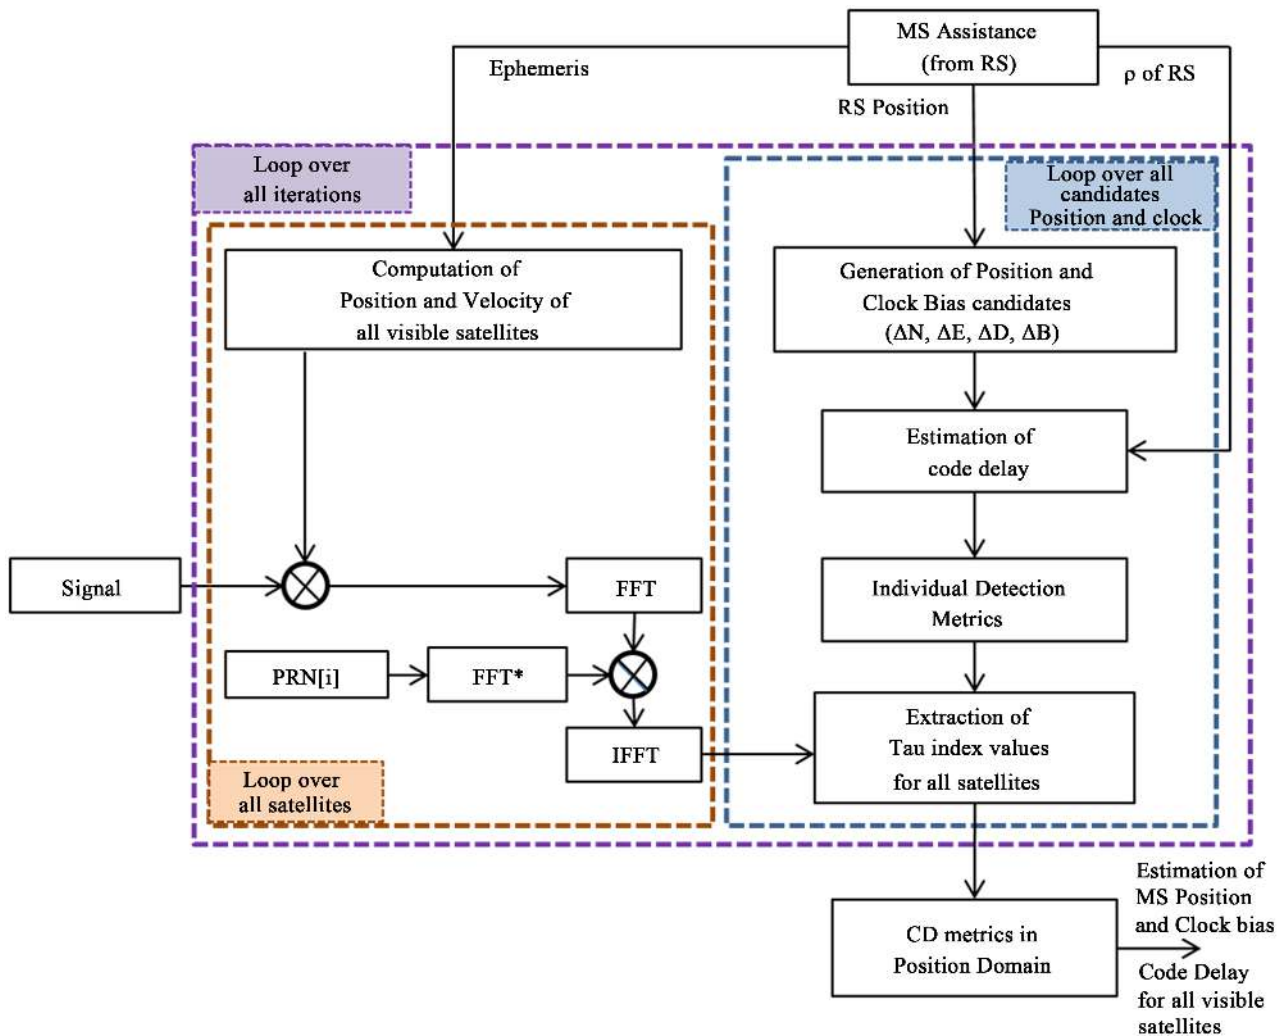 MS Assistance
(from RS)
Ephemeris
ρ of RS
RS Position
Loop over
all iterations
Loop over all
candidates
Position and clock
Computation of
Position and Velocity of
all visible satellites
Generation of Position and
Clock Bias candidates
(ΔN, ΔE, ΔD, ΔB)
Estimation of
code delay
Signal
FFT
Individual Detection
Metrics
PRN[i]
FFT*
IFFT
Extraction of
Tau index values
for all satellites
Loop over
all satellites
CD metrics in
Position Domain
Estimation of
MS Position
and Clock bias
Code Delay
for all visible
satellites